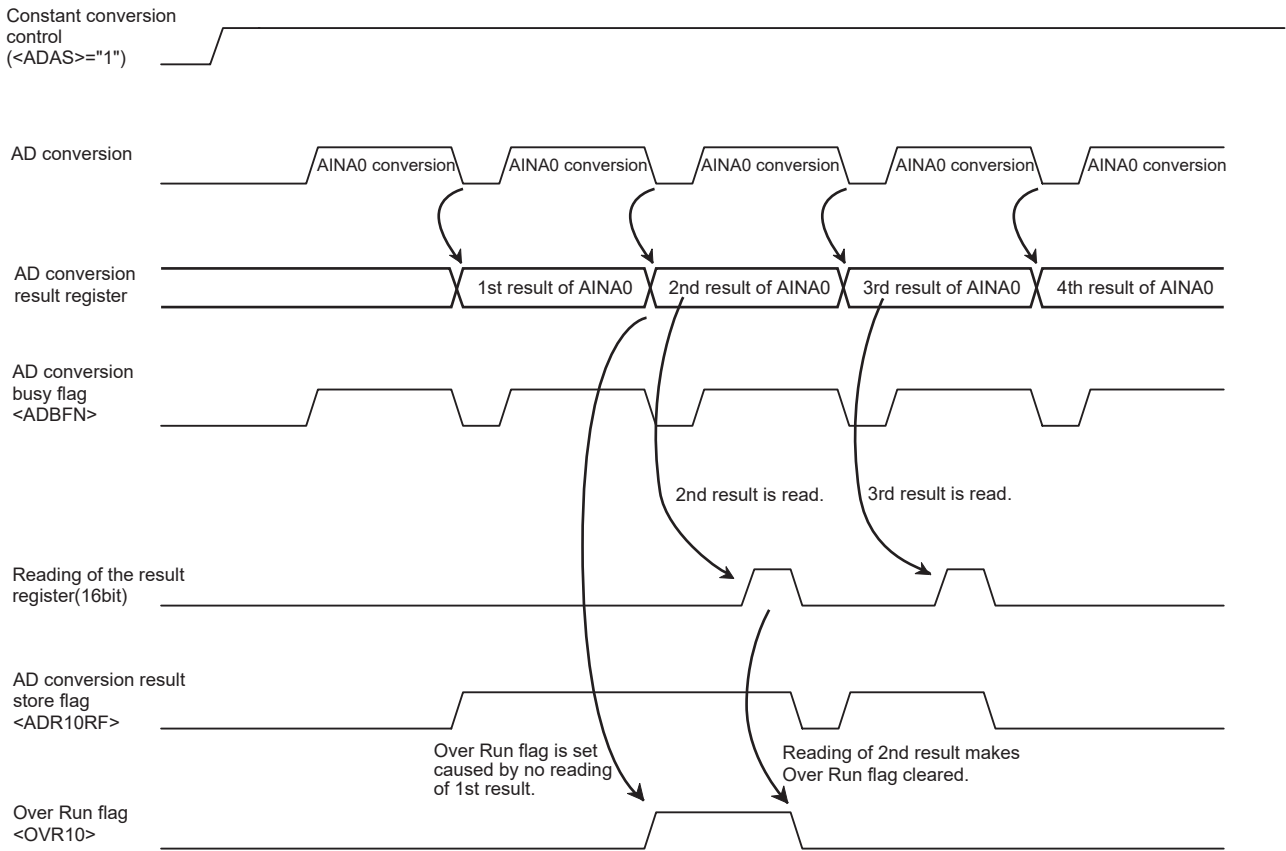 Constant conversion
control
(<ADAS>="1")
AD conversion
AINA0 conversion
AINA0 conversion
AINA0 conversion
AINA0 conversion
AINA0 conversion
AD conversion
result register
1st result of AINA0
2nd result of AINA0
3rd result of AINA0
4th result of AINA0
AD conversion
busy flag
<ADBFN>
2nd result is read.
3rd result is read.
Reading of the result
register(16bit)
AD conversion result
store flag
<ADR10RF>
Over Run flag is set
caused by no reading
of 1st result.
Reading of 2nd result makes
Over Run flag cleared.
Over Run flag
<OVR10>